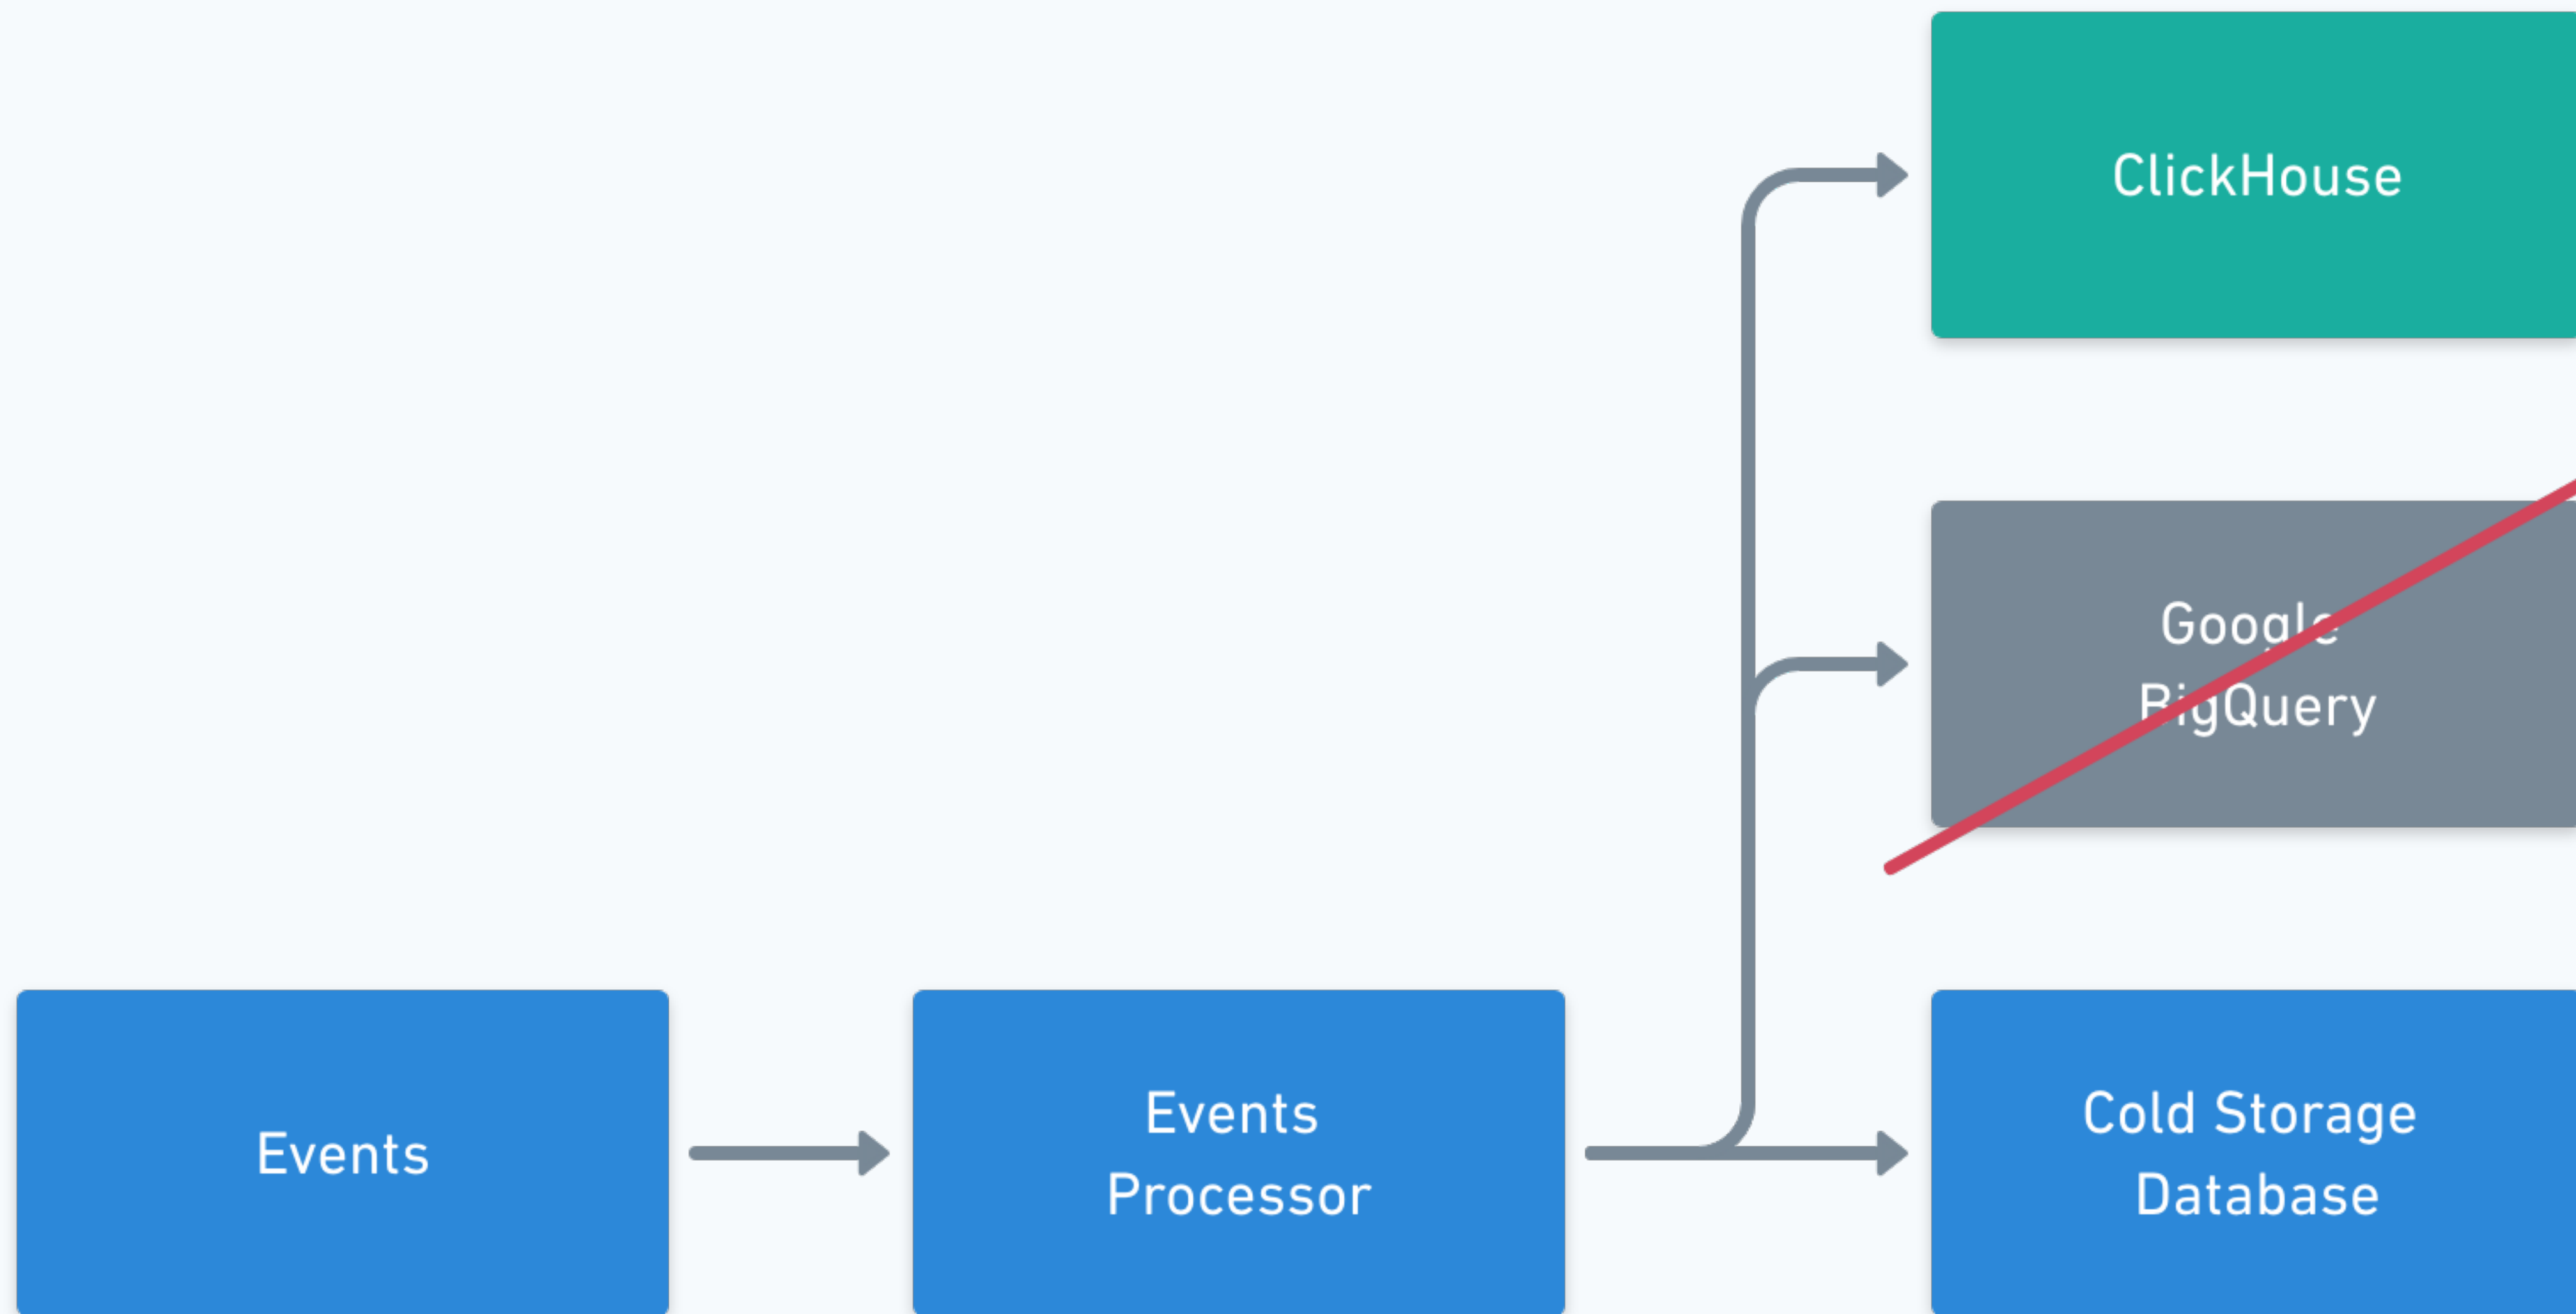 ClickHouse
Google
BigQuery
Events
Events
Processor
Cold Storage
Database